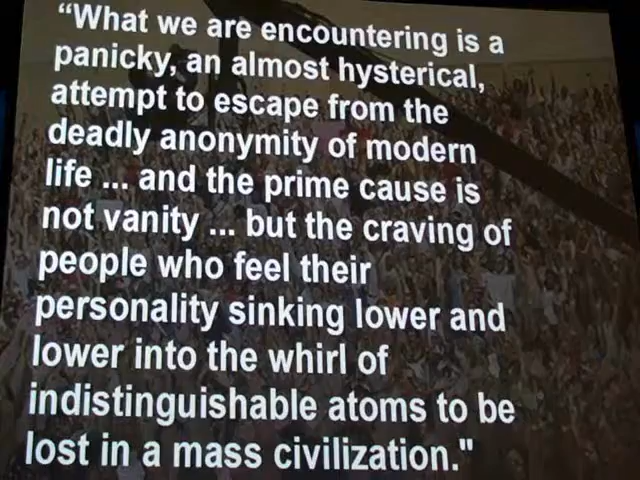 “What we are encountering is a
panicky, an almost hysterical,
attempt to escape from the
deadly anonymity of modern
life ... and the prime cause is
not vanity ... but the craving of
people who feel their
personality sinking lower and
lower into the whirl of
indistinguishable atoms to be
lost in a mass civilization."